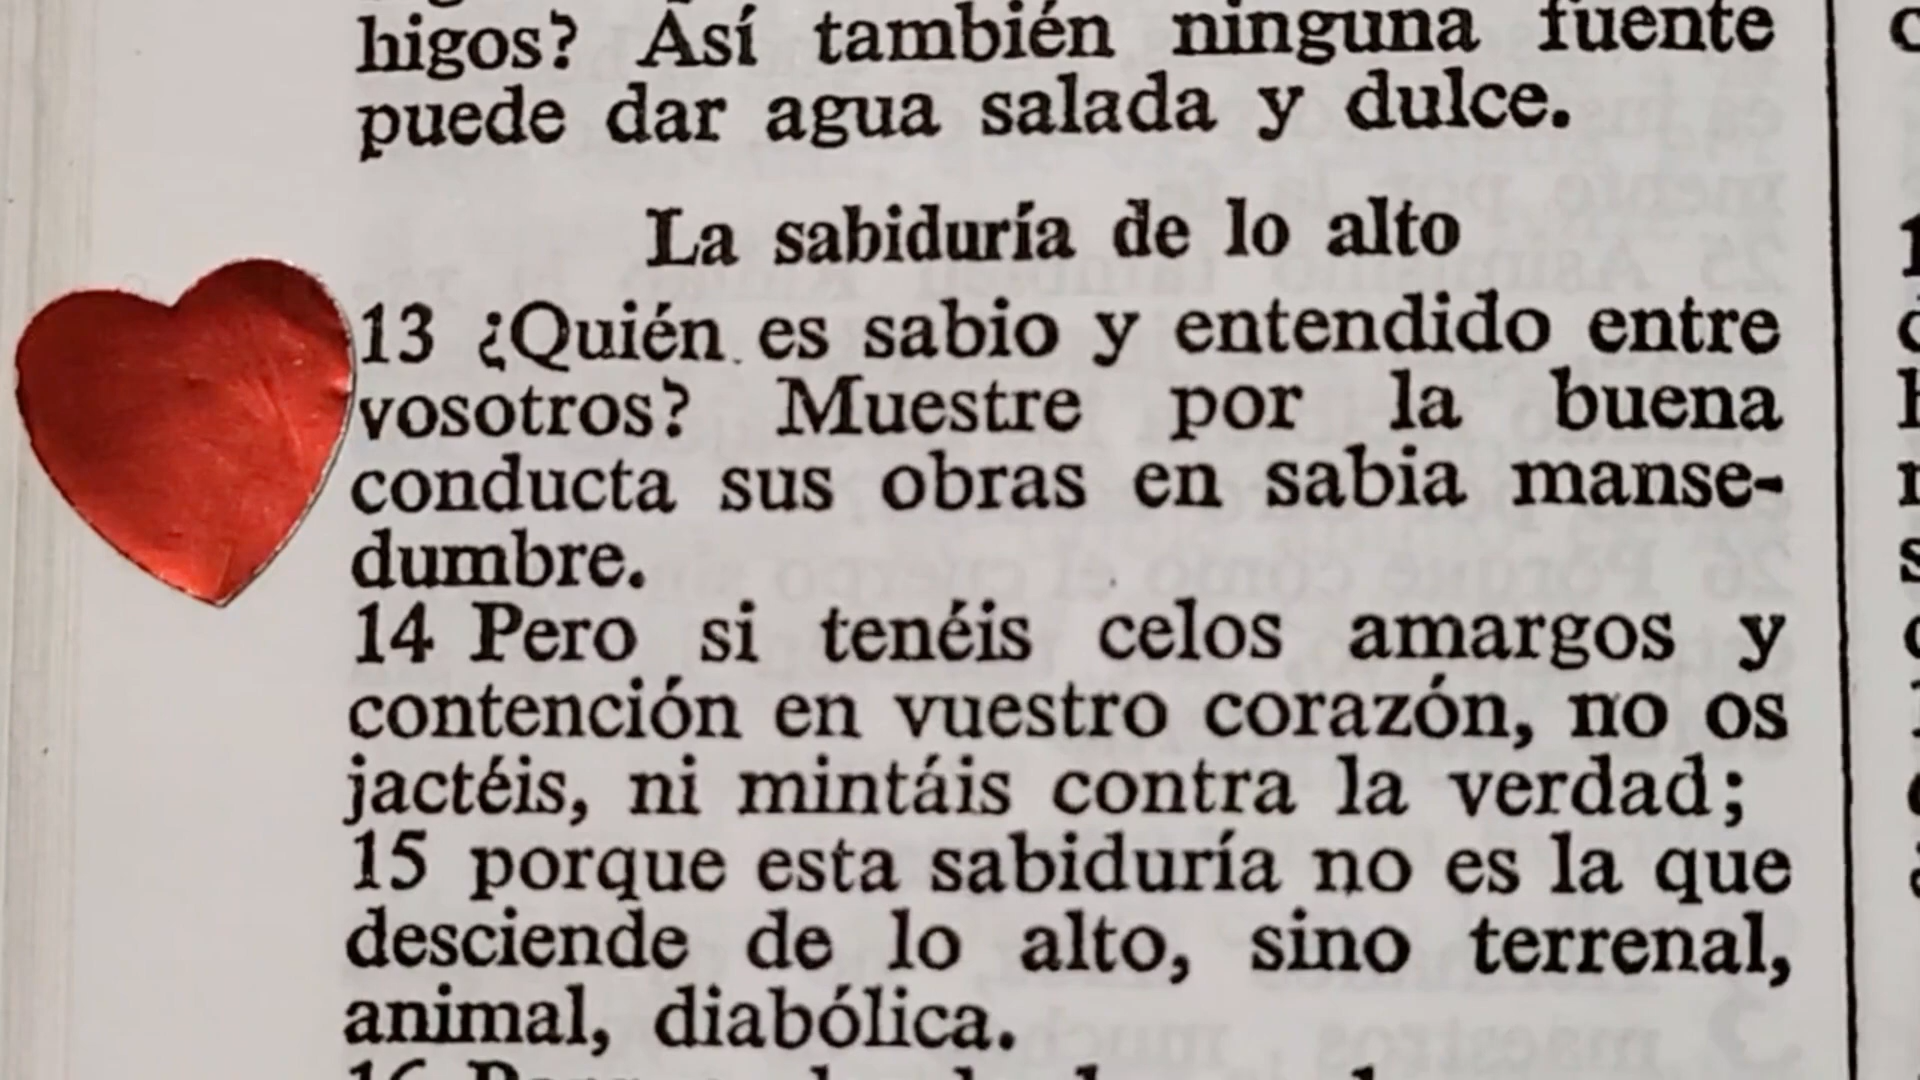 higos? Así también ninguna fuente
puede dar agua salada y dulce.
La sabiduría de lo alto
13 ¿Quién es sabio y entendido entre
vosotros? Muestre por la buena
conducta sus obras en sabia manse-
dumbre.
14 Pero si tenéis celos amargos y
contención en vuestro corazón, no os
jactéis, ni mintáis contra la verdad;
15 porque esta sabiduría no es la que
desciende de lo alto, sino terrenal,
animal, diabólica.